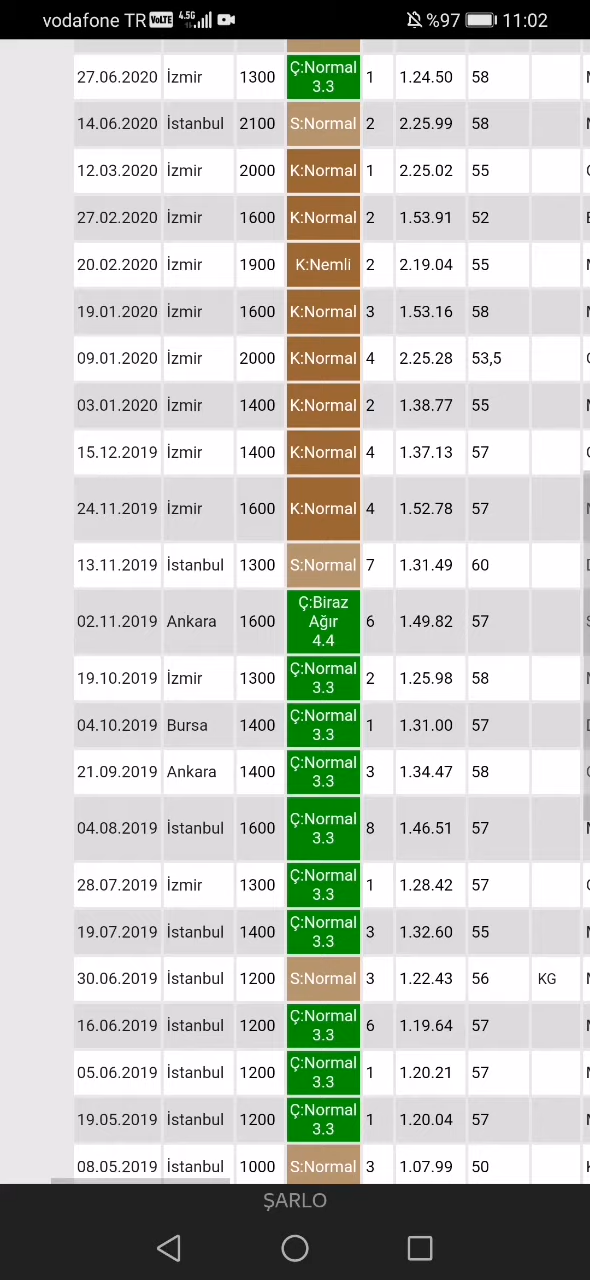 vodafone TR VoLTE 4.5G %97 11:02
27.06.2020 İzmir 1300 Ç:Normal 3.3 1 1.24.50 58
14.06.2020 İstanbul 2100 S:Normal 2 2.25.99 58
12.03.2020 İzmir 2000 K:Normal 1 2.25.02 55
27.02.2020 İzmir 1600 K:Normal 2 1.53.91 52
20.02.2020 İzmir 1900 K:Nemli 2 2.19.04 55
19.01.2020 İzmir 1600 K:Normal 3 1.53.16 58
09.01.2020 İzmir 2000 K:Normal 4 2.25.28 53,5
03.01.2020 İzmir 1400 K:Normal 2 1.38.77 55
15.12.2019 İzmir 1400 K:Normal 4 1.37.13 57
24.11.2019 İzmir 1600 K:Normal 4 1.52.78 57
13.11.2019 İstanbul 1300 S:Normal 7 1.31.49 60
02.11.2019 Ankara 1600 Ç:Biraz Ağır 4.4 6 1.49.82 57
19.10.2019 İzmir 1300 Ç:Normal 3.3 2 1.25.98 58
04.10.2019 Bursa 1400 Ç:Normal 3.3 1 1.31.00 57
21.09.2019 Ankara 1400 Ç:Normal 3.3 3 1.34.47 58
04.08.2019 İstanbul 1600 Ç:Normal 3.3 8 1.46.51 57
28.07.2019 İzmir 1300 Ç:Normal 3.3 1 1.28.42 57
19.07.2019 İstanbul 1400 Ç:Normal 3.3 3 1.32.60 55
30.06.2019 İstanbul 1200 S:Normal 3 1.22.43 56 KG
16.06.2019 İstanbul 1200 Ç:Normal 3.3 6 1.19.64 57
05.06.2019 İstanbul 1200 Ç:Normal 3.3 1 1.20.21 57
19.05.2019 İstanbul 1200 Ç:Normal 3.3 1 1.20.04 57
08.05.2019 İstanbul 1000 S:Normal 3 1.07.99 50
ŞARLO